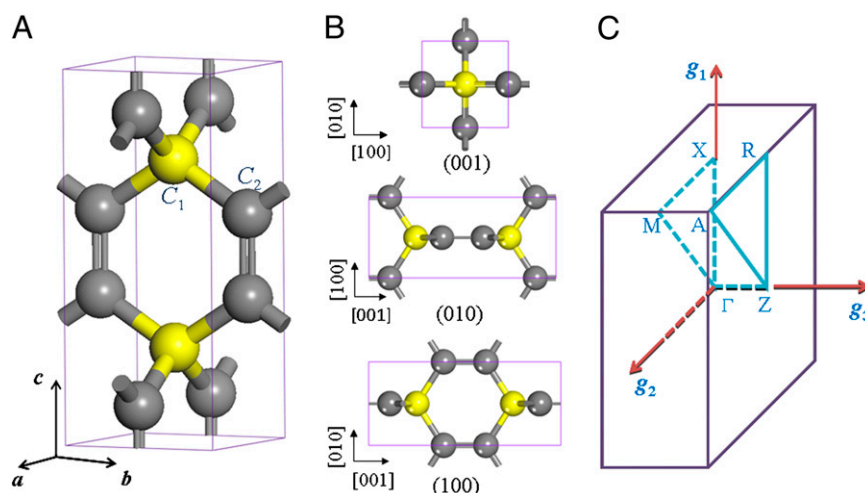 A
C₁
C₂
c
a
b
B
[010]
[100]
(001)
[100]
[001]
(010)
[010]
[001]
(100)
C
g₁
X
R
M
A
Γ
Z
g₂